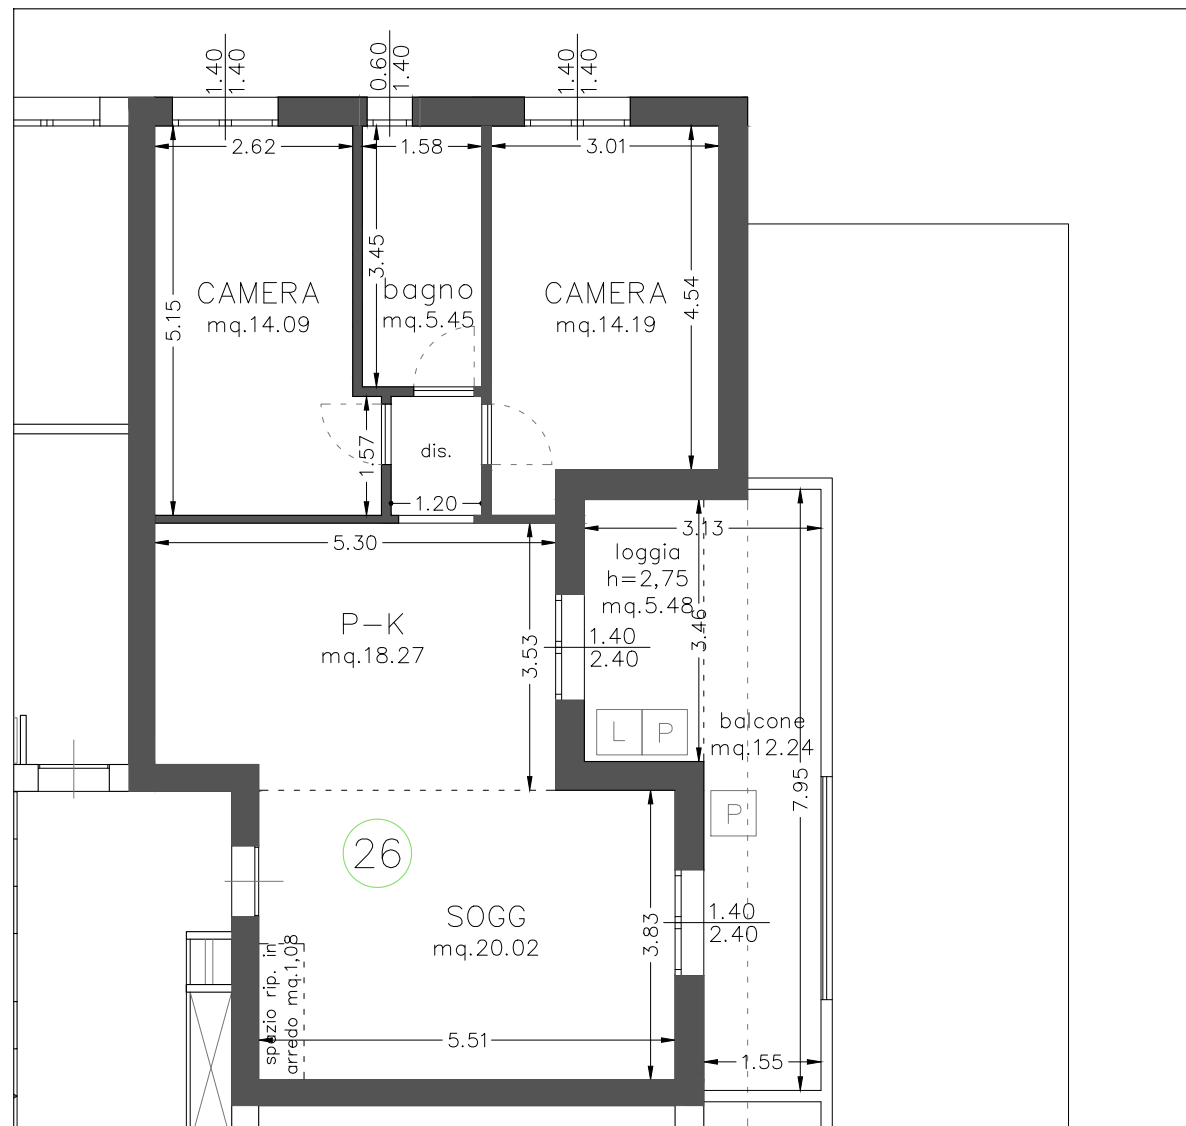 1.40
1.40
0.60
1.40
1.40
1.40
2.62
1.58
3.01
CAMERA
mq.14.09
5.15
3.45
bagno
mq.5.45
CAMERA
mq.14.19
4.54
1.57
dis.
1.20
5.30
3.13
loggia
h=2,75
mq.5.48
3.46
P-K
mq.18.27
3.53
1.40
2.40
L
P
balcone
mq.12.24
7.95
P
26
SOGG
mq.20.02
3.83
1.40
2.40
spazio rip. in
arredo mq.1,08
5.51
1.55